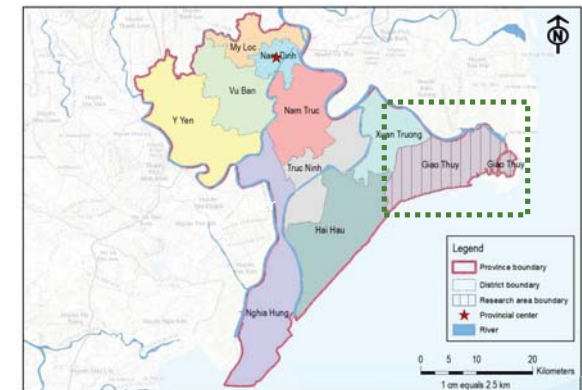 N
My Loc
Nam Dinh
Vu Ban
Y Yen
Nam Truc
Xuan Truong
Truc Ninh
Giao Thuy
Giao Thuy
Hai Hau
Nghia Hung
Legend
Province boundary
District boundary
Research area boundary
Provincial center
River
0 5 10 20
Kilometers
1 cm equals 2.5 km